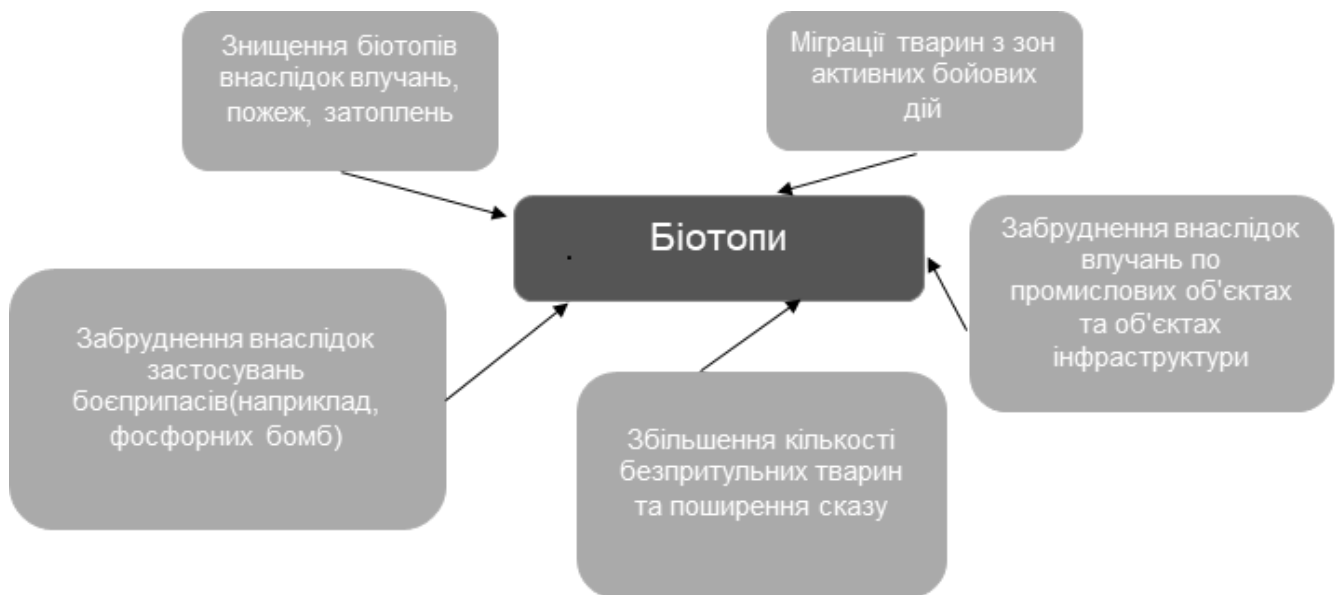 Знищення біотопів
внаслідок влучань,
пожеж, затоплень
Міграції тварин з зон
активних бойових
дій
Біотопи
.
Забруднення внаслідок
влучань по
промислових об'єктах
та об'єктах
інфраструктури
Забруднення внаслідок
застосувань
боєприпасів(наприклад,
фосфорних бомб)
Збільшення кількості
безпритульних тварин
та поширення сказу